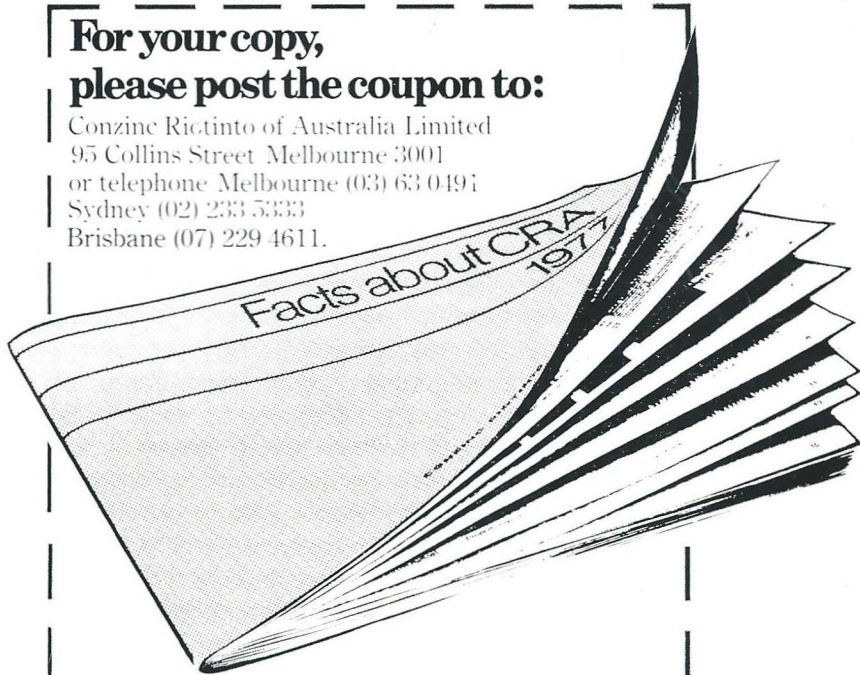 For your copy,
please post the coupon to:
Conzinc Riotinto of Australia Limited
95 Collins Street Melbourne 3001
or telephone Melbourne (03) 63 0491
Sydney (02) 233 5333
Brisbane (07) 229 4611.
Facts about CRA
1977